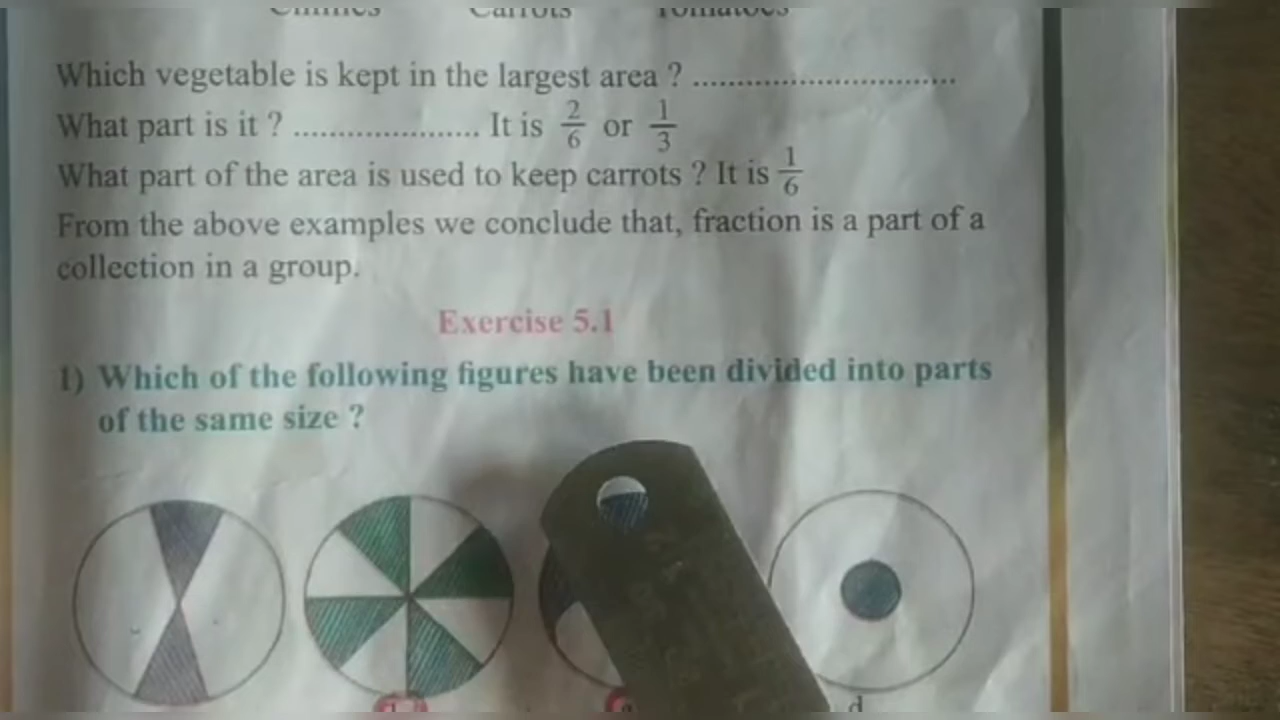 Carrots
Tomatoes
Which vegetable is kept in the largest area ? ..............................
What part is it ? ..................... It is 2/6 or 1/3
What part of the area is used to keep carrots ? It is 1/6
From the above examples we conclude that, fraction is a part of a
collection in a group.
Exercise 5.1
1) Which of the following figures have been divided into parts
of the same size ?
d